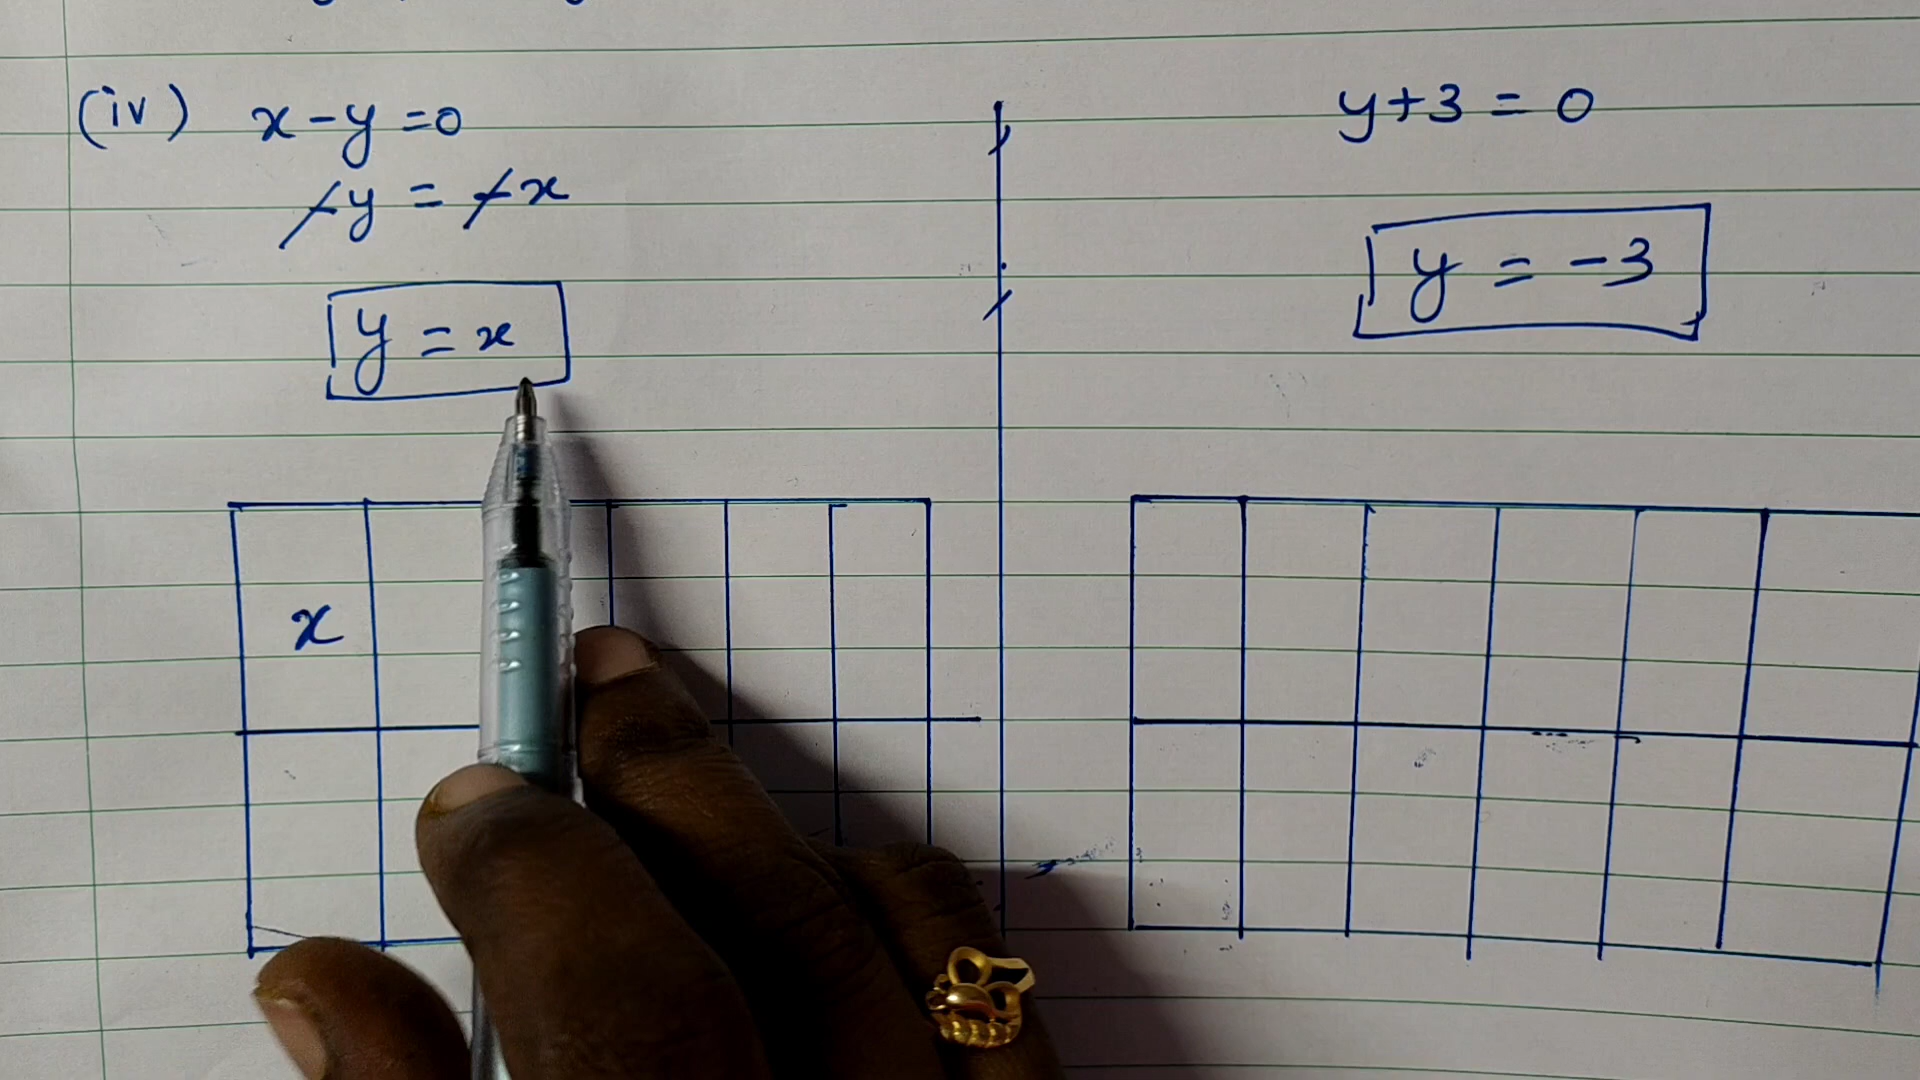 (iv) x-y=0
-y = -x
y = x
x
y+3 = 0
y = -3